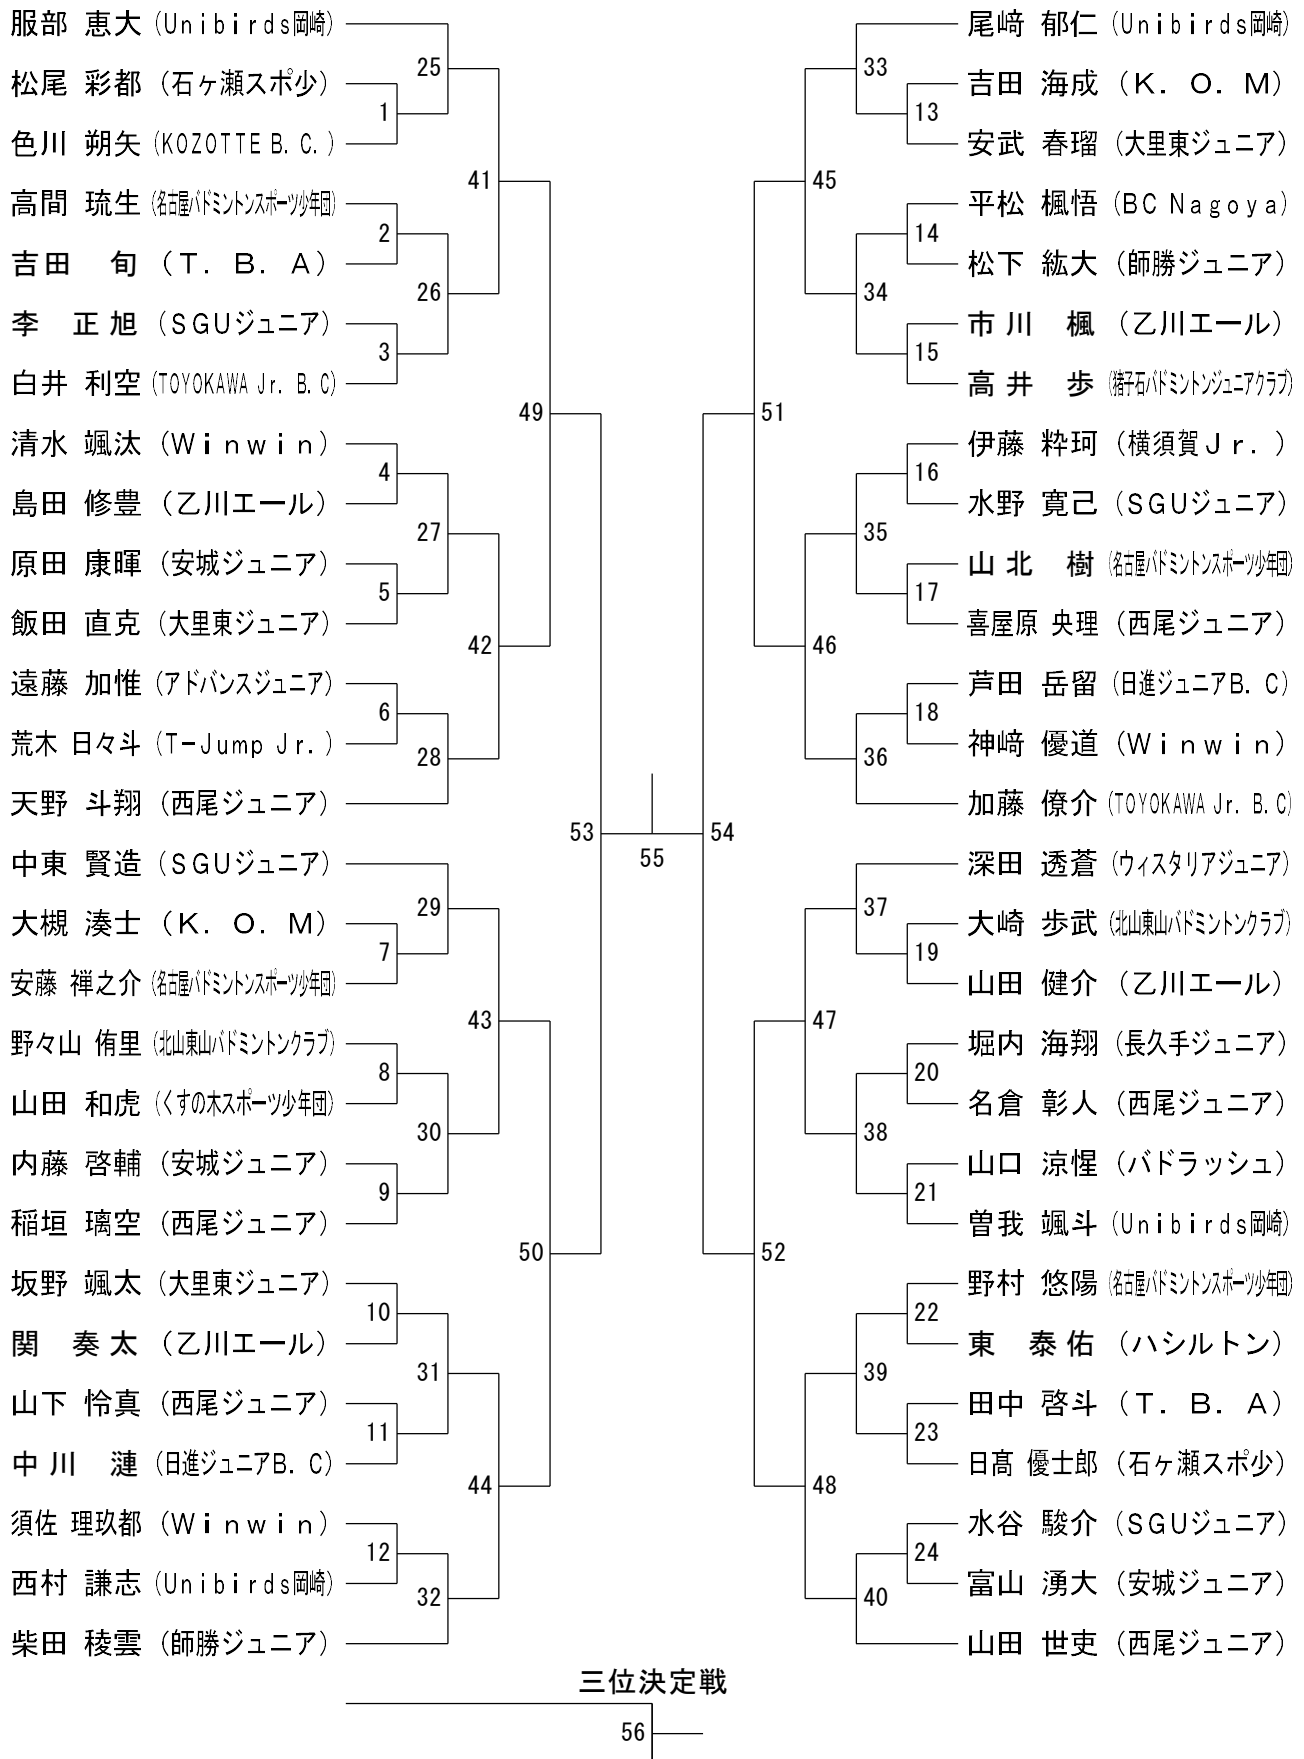 服部 恵大 (Unibirds岡崎)
松尾 彩都 (石ヶ瀬スポ少)
色川 朔矢 (KOZOTTE B. C. )
高間 琉生 (名古屋バドミントンスポーツ少年団)
吉田 旬 (T. B. A)
李 正旭 (SGUジュニア)
白井 利空 (TOYOKAWA Jr. B. C)
清水 颯汰 (Winwin)
島田 修豊 (乙川エール)
原田 康暉 (安城ジュニア)
飯田 直克 (大里東ジュニア)
遠藤 加惟 (アドバンスジュニア)
荒木 日々斗 (T-Jump Jr. )
天野 斗翔 (西尾ジュニア)
中東 賢造 (SGUジュニア)
大槻 湊士 (K. O. M)
安藤 禅之介 (名古屋バドミントンスポーツ少年団)
野々山 侑里 (北山東山バドミントンクラブ)
山田 和虎 (くすの木スポーツ少年団)
内藤 啓輔 (安城ジュニア)
稲垣 璃空 (西尾ジュニア)
坂野 颯太 (大里東ジュニア)
関 奏太 (乙川エール)
山下 怜真 (西尾ジュニア)
中川 漣 (日進ジュニアB. C)
須佐 理玖都 (Winwin)
西村 謙志 (Unibirds岡崎)
柴田 稜雲 (師勝ジュニア)
1
2
3
4
5
6
7
8
9
10
11
12
25
26
27
28
29
30
31
32
41
42
43
44
49
50
53
55
54
51
52
45
46
47
48
33
34
35
36
37
38
39
40
13
14
15
16
17
18
19
20
21
22
23
24
尾﨑 郁仁 (Unibirds岡崎)
吉田 海成 (K. O. M)
安武 春瑠 (大里東ジュニア)
平松 楓悟 (BC Nagoya)
松下 紘大 (師勝ジュニア)
市川 楓 (乙川エール)
高井 歩 (猪子石バドミントンジュニアクラブ)
伊藤 粋珂 (横須賀Jr. )
水野 寛己 (SGUジュニア)
山北 樹 (名古屋バドミントンスポーツ少年団)
喜屋原 央理 (西尾ジュニア)
芦田 岳留 (日進ジュニアB. C)
神﨑 優道 (Winwin)
加藤 僚介 (TOYOKAWA Jr. B. C)
深田 透蒼 (ウィスタリアジュニア)
大崎 歩武 (北山東山バドミントンクラブ)
山田 健介 (乙川エール)
堀内 海翔 (長久手ジュニア)
名倉 彰人 (西尾ジュニア)
山口 涼惺 (バドラッシュ)
曽我 颯斗 (Unibirds岡崎)
野村 悠陽 (名古屋バドミントンスポーツ少年団)
東 泰佑 (ハシルトン)
田中 啓斗 (T. B. A)
日髙 優士郎 (石ヶ瀬スポ少)
水谷 駿介 (SGUジュニア)
富山 湧大 (安城ジュニア)
山田 世吏 (西尾ジュニア)
三位決定戦
56